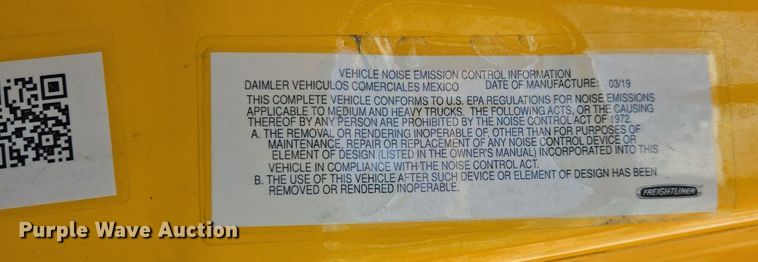 VEHICLE NOISE EMISSION CONTROL INFORMATION
DAIMLER VEHICULOS COMERCIALES MEXICO DATE OF MANUFACTURE: 03/19
THIS COMPLETE VEHICLE CONFORMS TO U.S. EPA REGULATIONS FOR NOISE EMISSIONS
APPLICABLE TO MEDIUM AND HEAVY TRUCKS. THE FOLLOWING ACTS, OR THE CAUSING
THEREOF BY ANY PERSON ARE PROHIBITED BY THE NOISE CONTROL ACT OF 1972.
A. THE REMOVAL OR RENDERING INOPERABLE OF, OTHER THAN FOR PURPOSES OF
MAINTENANCE, REPAIR OR REPLACEMENT OF ANY NOISE CONTROL DEVICE OR
ELEMENT OF DESIGN (LISTED IN THE OWNER'S MANUAL) INCORPORATED INTO THIS
VEHICLE IN COMPLIANCE WITH THE NOISE CONTROL ACT.
B. THE USE OF THIS VEHICLE AFTER SUCH DEVICE OR ELEMENT OF DESIGN HAS BEEN
REMOVED OR RENDERED INOPERABLE.
FREIGHTLINER
Purple Wave Auction